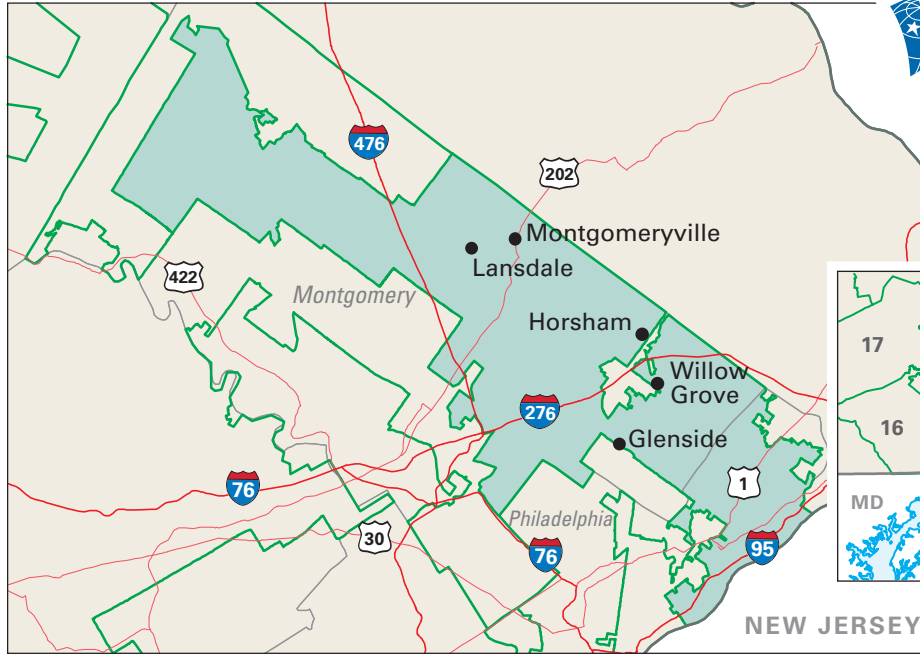 476
202
Montgomeryville
Lansdale
422
Montgomery
Horsham
17
Willow
Grove
276
16
Glenside
76
1
MD
Philadelphia
30
76
95
NEW JERSEY